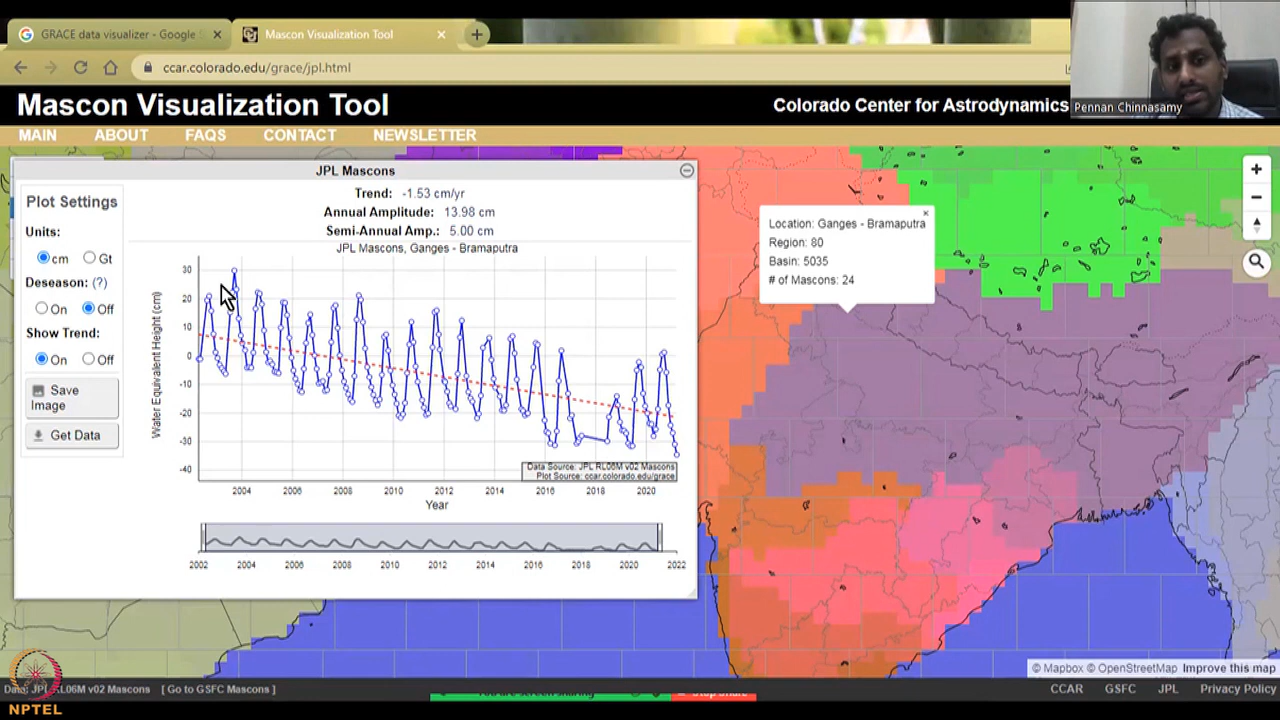 GRACE data visualizer - Google S
Mascon Visualization Tool
ccar.colorado.edu/grace/jpl.html
Pennan Chinnasamy
Mascon Visualization Tool
Colorado Center for Astrodynamics
MAIN ABOUT FAQS CONTACT NEWSLETTER
JPL Mascons
Trend: -1.53 cm/yr
Annual Amplitude: 13.98 cm
Semi-Annual Amp.: 5.00 cm
JPL Mascons, Ganges - Bramaputra
Plot Settings
Units:
cm Gt
Deseason: (?)
On Off
Show Trend:
On Off
Save
Image
Get Data
Water Equivalent Height (cm)
30
20
10
0
-10
-20
-30
-40
Data Source: JPL RL06M v02 Mascons
Plot Source: ccar.colorado.edu/grace
2004 2006 2008 2010 2012 2014 2016 2018 2020
Year
2002 2004 2006 2008 2010 2012 2014 2016 2018 2020 2022
Location: Ganges - Bramaputra
Region: 80
Basin: 5035
# of Mascons: 24
© Mapbox © OpenStreetMap Improve this map
Data: JPL RL06M v02 Mascons [ Go to GSFC Mascons ]
CCAR GSFC JPL Privacy Policy
NPTEL